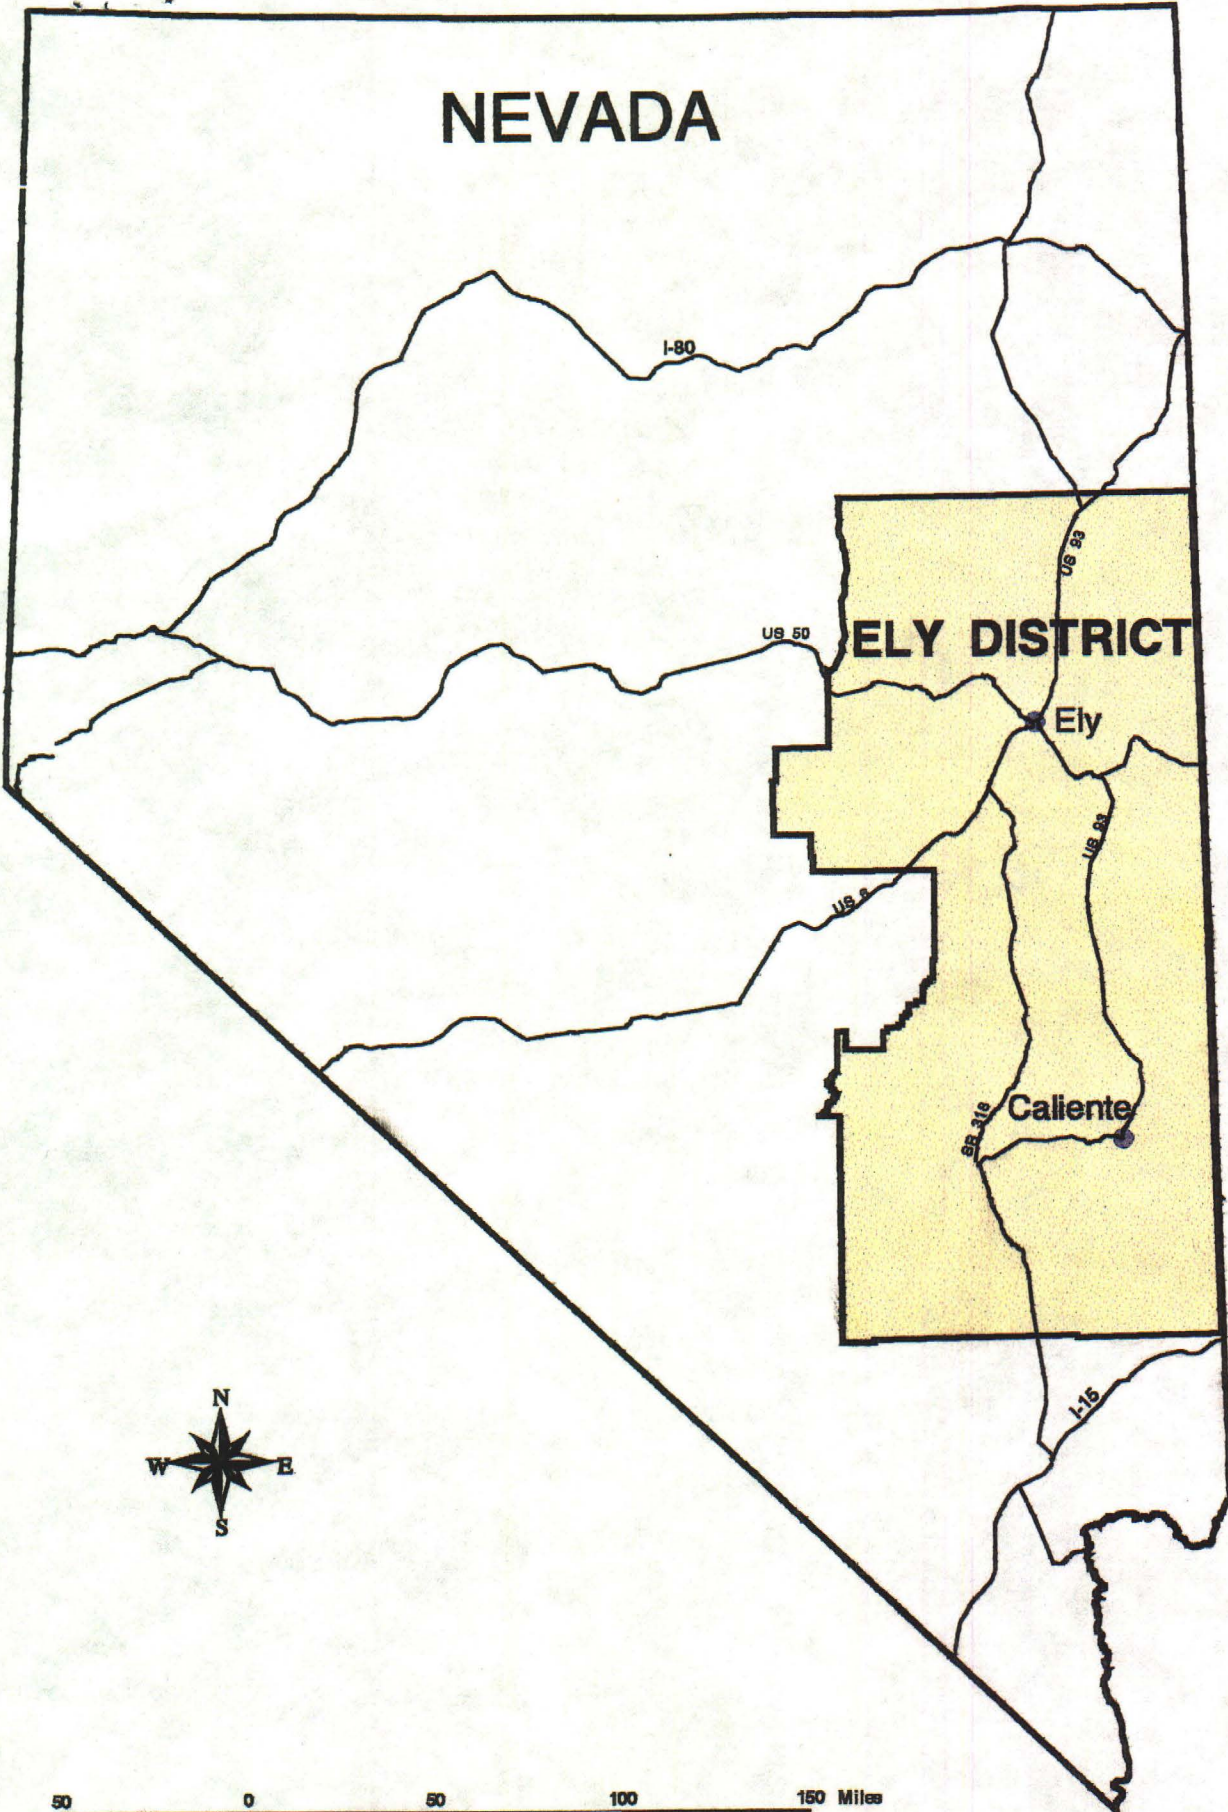 NEVADA
I-80
US 93
US 50
ELY DISTRICT
Ely
US 93
US 6
Caliente
SR 318
I-15
N
W E
S
50 0 50 100 150 Miles